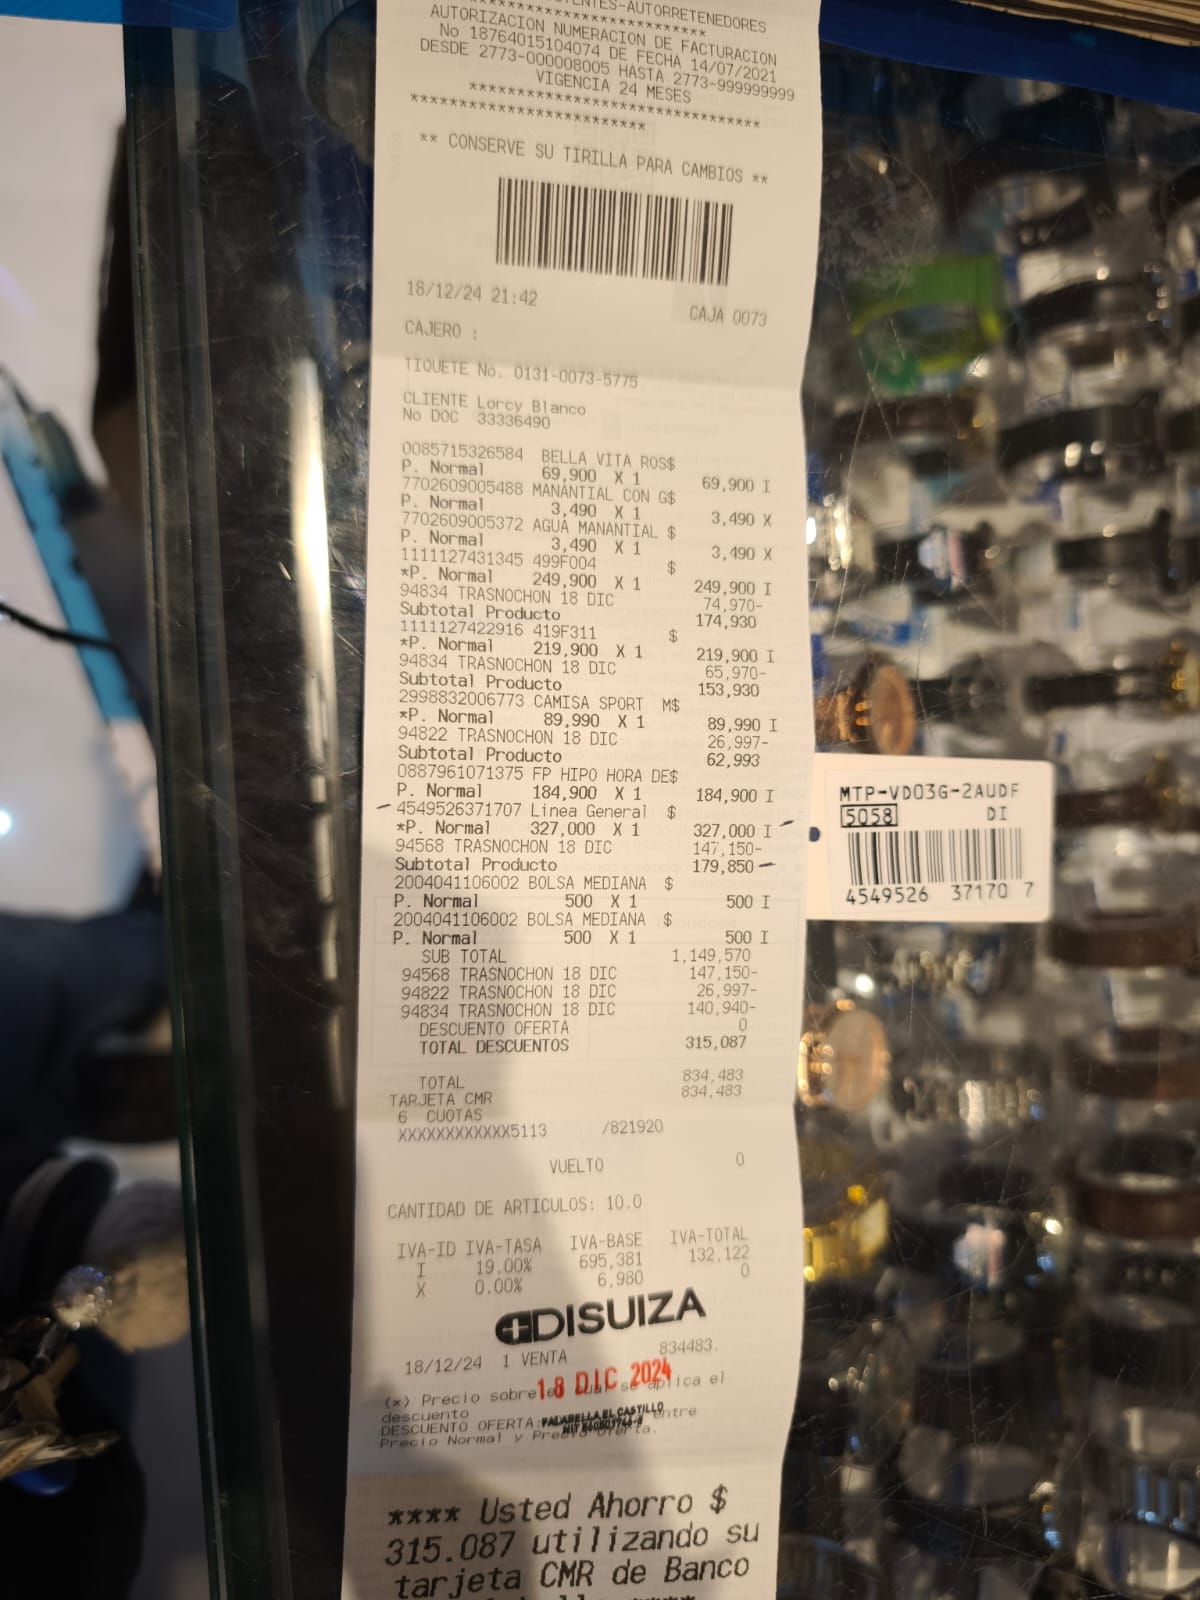 TENTES-AUTORRETENEDORES
********************************
AUTORIZACION NUMERACION DE FACTURACION
No 18764015104074 DE FECHA 14/07/2021
DESDE 2773-000008005 HASTA 2773-999999999
VIGENCIA 24 MESES
********************************
**************************************
*************************
** CONSERVE SU TIRILLA PARA CAMBIOS **
18/12/24 21:42 CAJA 0073
CAJERO :
TIQUETE No. 0131-0073-5775
CLIENTE Lorcy Blanco
No DOC 33336490
0085715326584 BELLA VITA ROS$
P. Normal 69,900 X 1 69,900 I
7702609005488 MANANTIAL CON G$
P. Normal 3,490 X 1 3,490 X
7702609005372 AGUA MANANTIAL $
P. Normal 3,490 X 1 3,490 X
1111127431345 499F004 $
*P. Normal 249,900 X 1 249,900 I
94834 TRASNOCHON 18 DIC 74,970-
Subtotal Producto 174,930
1111127422916 419F311 $
*P. Normal 219,900 X 1 219,900 I
94834 TRASNOCHON 18 DIC 65,970-
Subtotal Producto 153,930
2998832006773 CAMISA SPORT M$
*P. Normal 89,990 X 1 89,990 I
94822 TRASNOCHON 18 DIC 26,997-
Subtotal Producto 62,993
0887961071375 FP HIPO HORA DE$
P. Normal 184,900 X 1 184,900 I
4549526371707 Linea General $
*P. Normal 327,000 X 1 327,000 I
94568 TRASNOCHON 18 DIC 147,150-
Subtotal Producto 179,850
2004041106002 BOLSA MEDIANA $
P. Normal 500 X 1 500 I
2004041106002 BOLSA MEDIANA $
P. Normal 500 X 1 500 I
SUB TOTAL 1,149,570
94568 TRASNOCHON 18 DIC 147,150-
94822 TRASNOCHON 18 DIC 26,997-
94834 TRASNOCHON 18 DIC 140,940-
DESCUENTO OFERTA 0
TOTAL DESCUENTOS 315,087
TOTAL 834,483
TARJETA CMR 834,483
6 CUOTAS
XXXXXXXXXXXX5113 /821920
VUELTO 0
CANTIDAD DE ARTICULOS: 10.0
IVA-ID IVA-TASA IVA-BASE IVA-TOTAL
I 19.00% 695,381 132,122
X 0.00% 6,980 0
DISUIZA
18/12/24 1 VENTA 834483.
18 DIC 2024
(*) Precio sobre el cual se aplica el
descuento
DESCUENTO OFERTA: entre
FALABELLA EL CASTILLO
Precio Normal y Precio Oferta.
**** Usted Ahorro $
315.087 utilizando su
tarjeta CMR de Banco
MTP-VD03G-2AUDF
5058 DI
4549526 37170 7